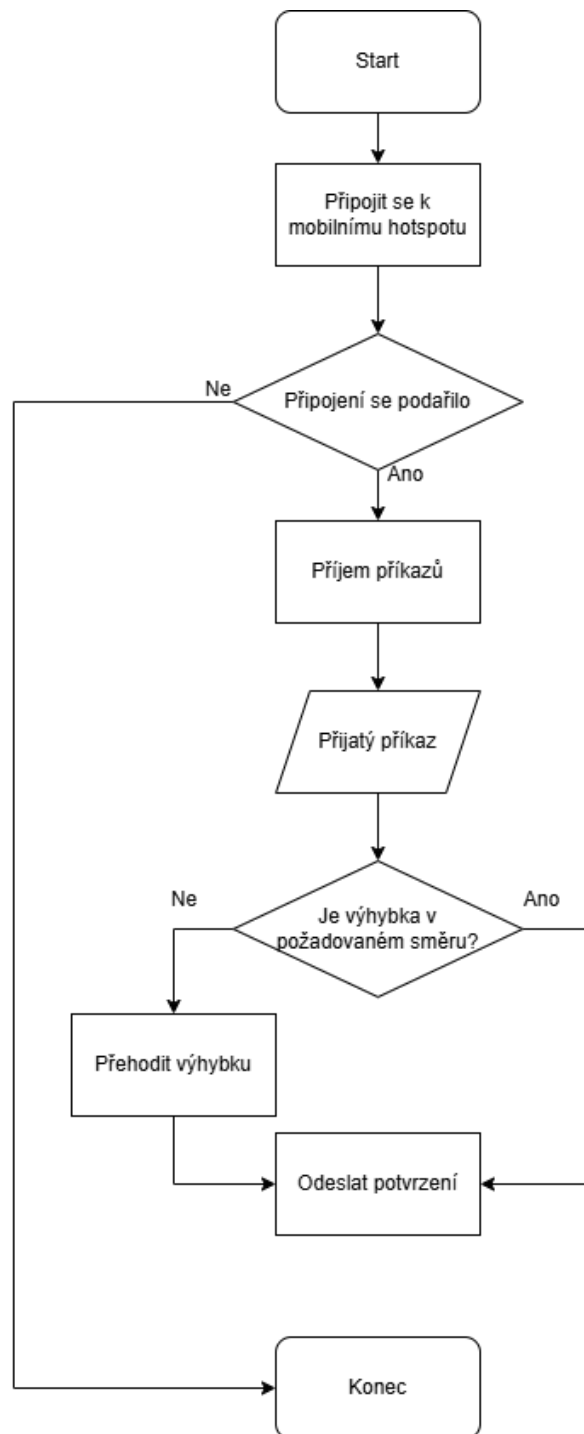 Start
Připojit se k
mobilnímu hotspotu
Ne
Připojení se podařilo
Ano
Příjem příkazů
Přijatý příkaz
Ne
Ano
Je výhybka v
požadovaném směru?
Přehodit výhybku
Odeslat potvrzení
Konec